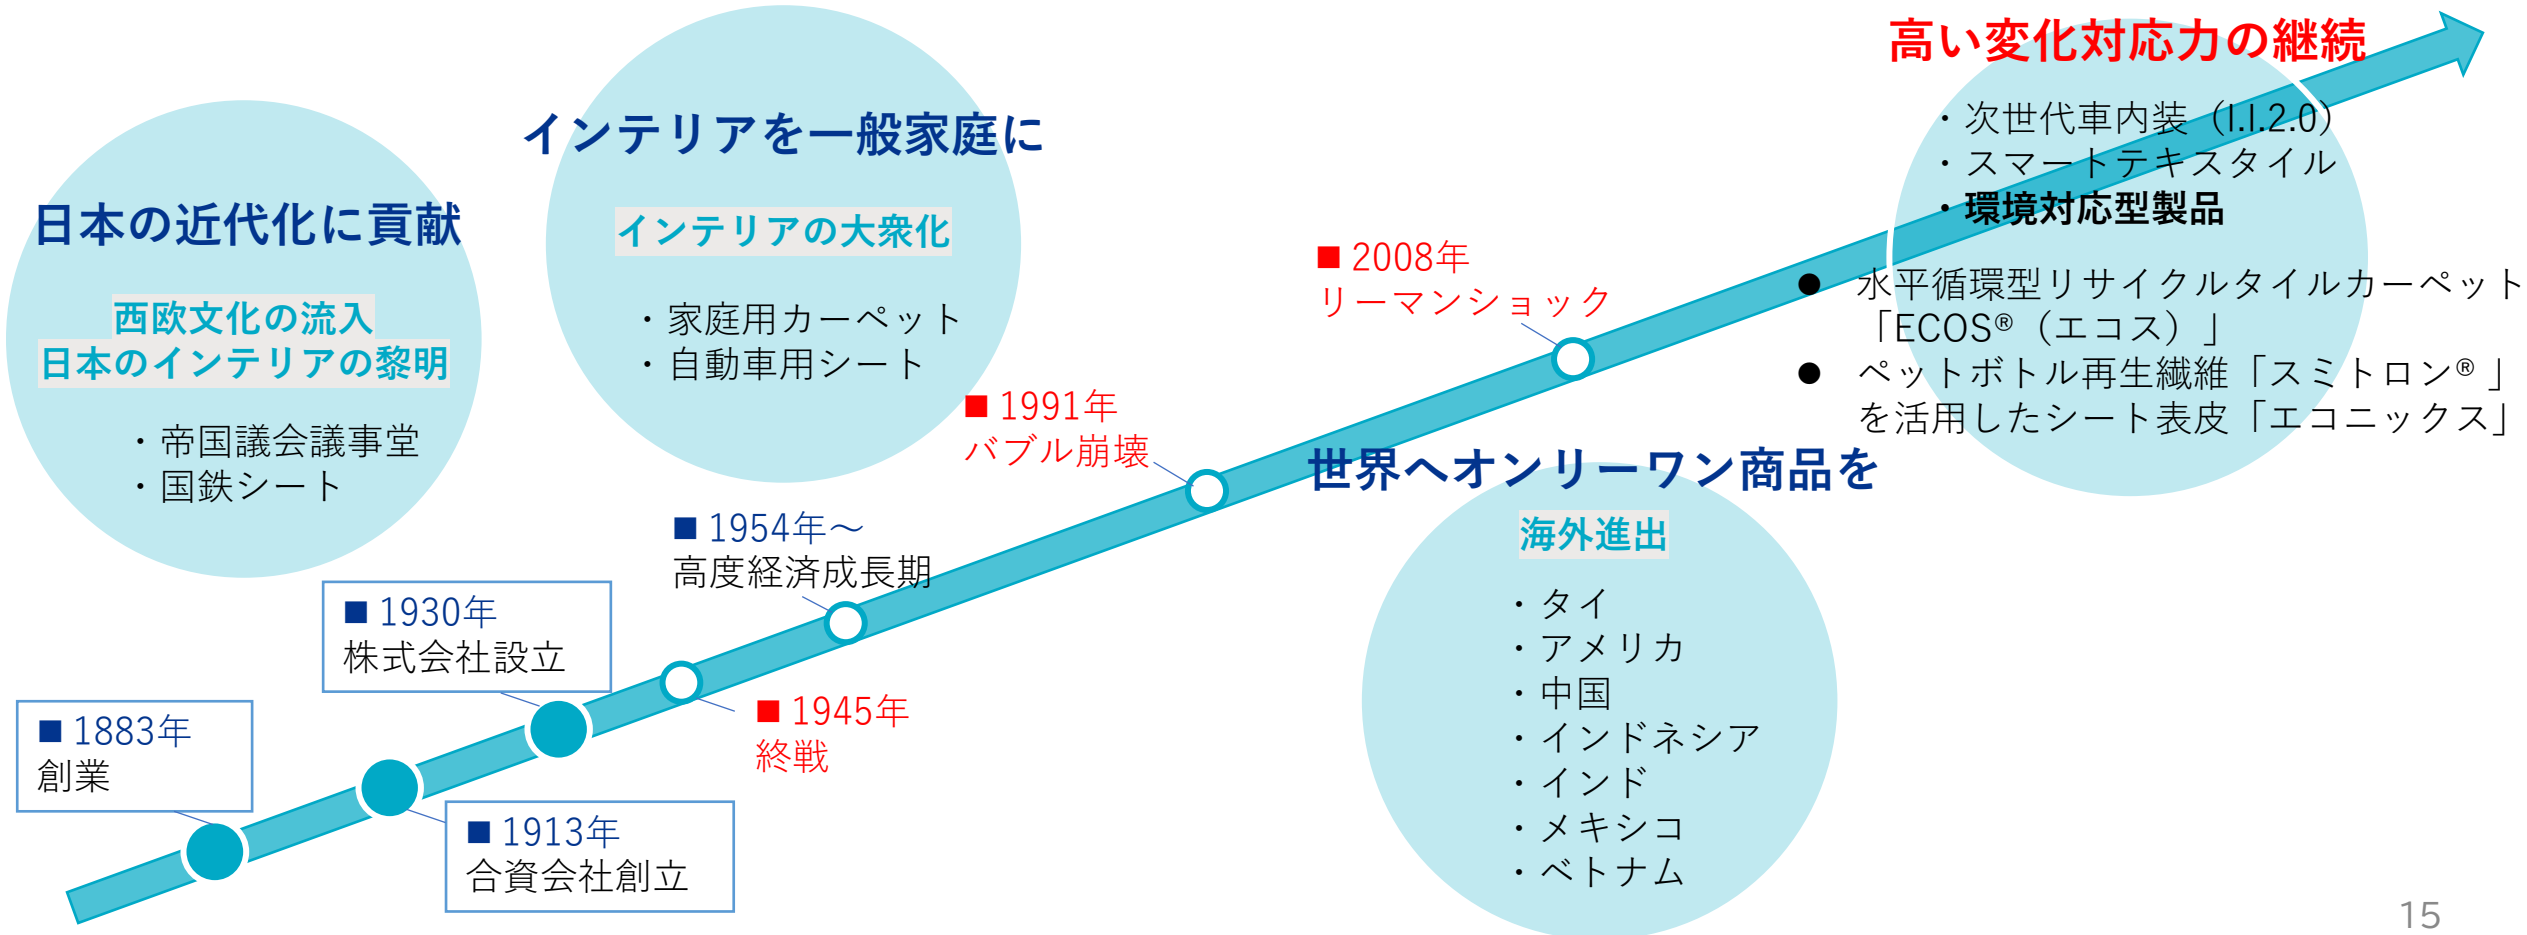 日本の近代化に貢献
西欧文化の流入
日本のインテリアの黎明
・帝国議会議事堂
・国鉄シート
インテリアを一般家庭に
インテリアの大衆化
・家庭用カーペット
・自動車用シート
高い変化対応力の継続
・次世代車内装（I.I.2.0）
・スマートテキスタイル
・環境対応型製品
● 水平循環型リサイクルタイルカーペット
「ECOS®（エコス）」
● ペットボトル再生繊維「スミトロン® 」
を活用したシート表皮「エコニックス」
世界へオンリーワン商品を
海外進出
・タイ
・アメリカ
・中国
・インドネシア
・インド
・メキシコ
・ベトナム
■ 1883年
創業
■ 1913年
合資会社創立
■ 1930年
株式会社設立
■ 1945年
終戦
■ 1954年～
高度経済成長期
■ 1991年
バブル崩壊
■ 2008年
リーマンショック
15